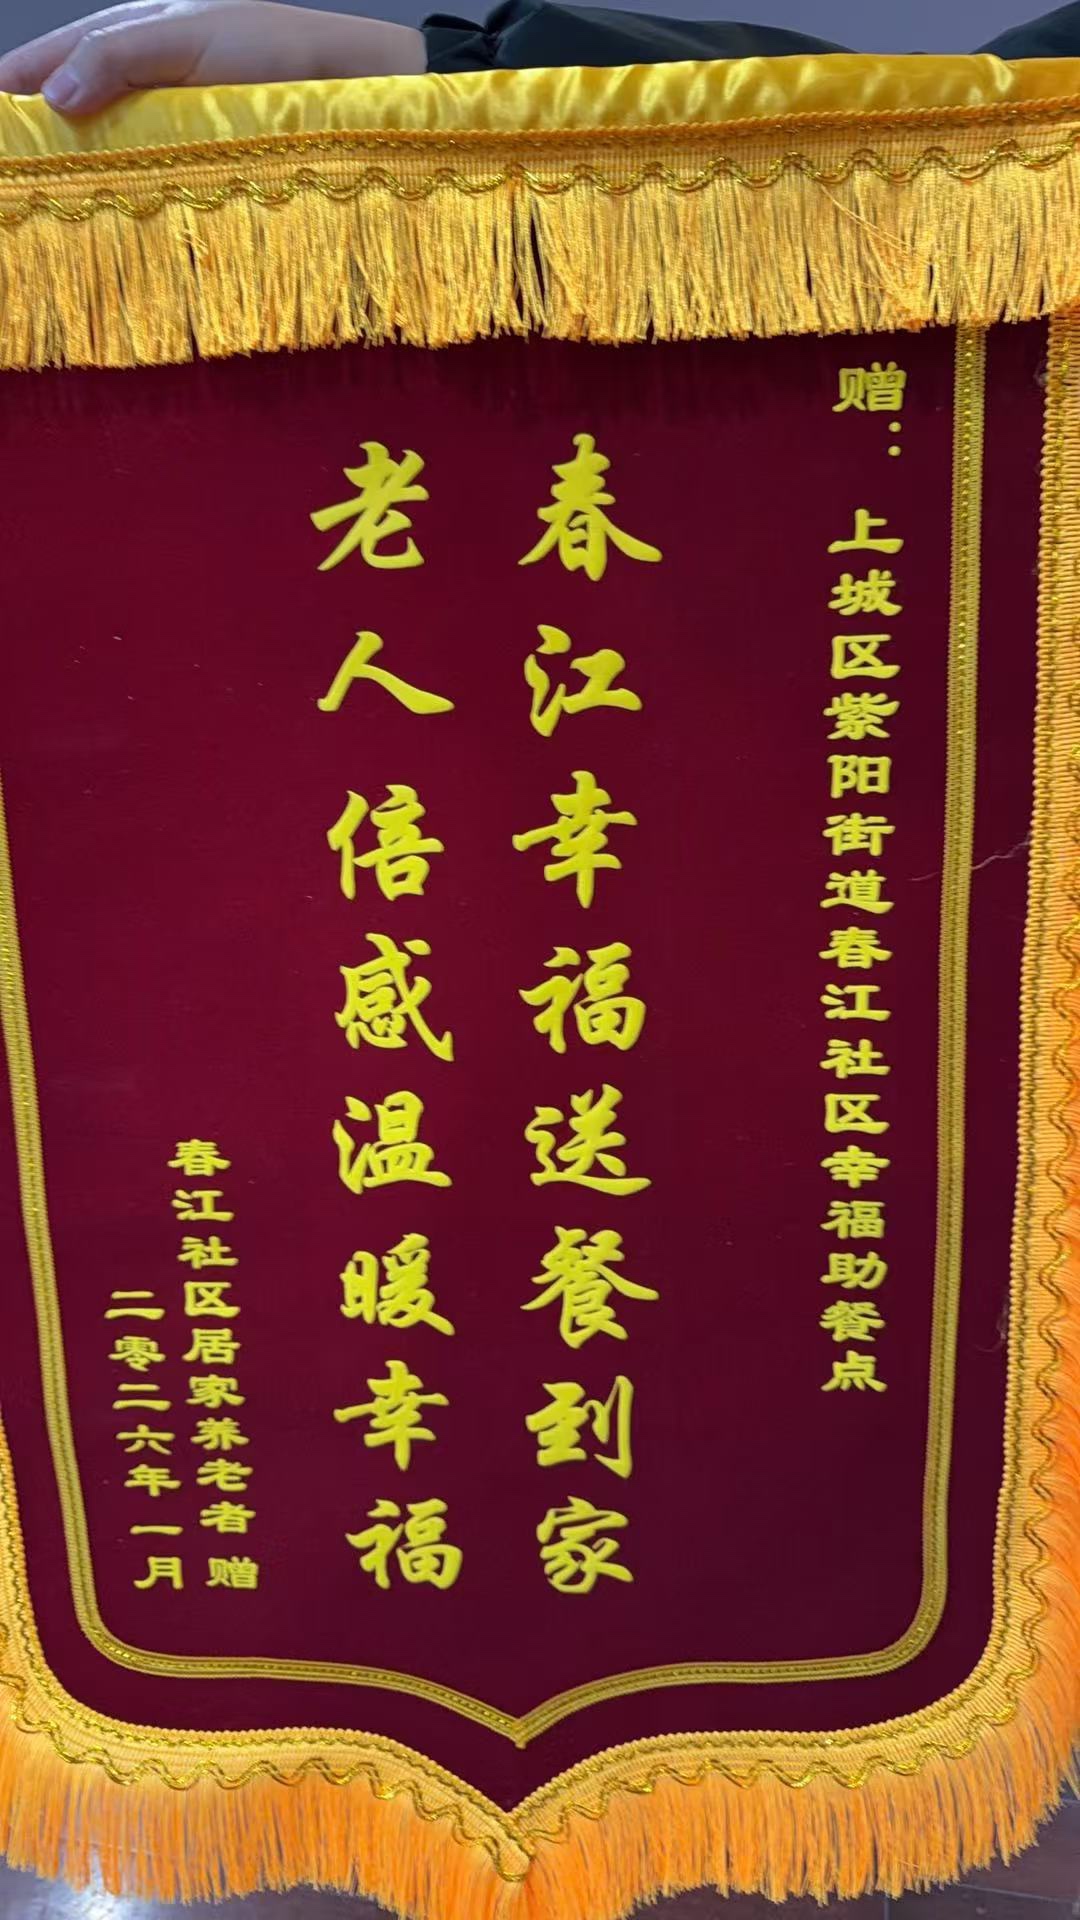 赠：上城区紫阳街道春江社区幸福助餐点
春江幸福送餐到家
老人倍感温暖幸福
春江社区居家养老者 赠
二零二六年一月